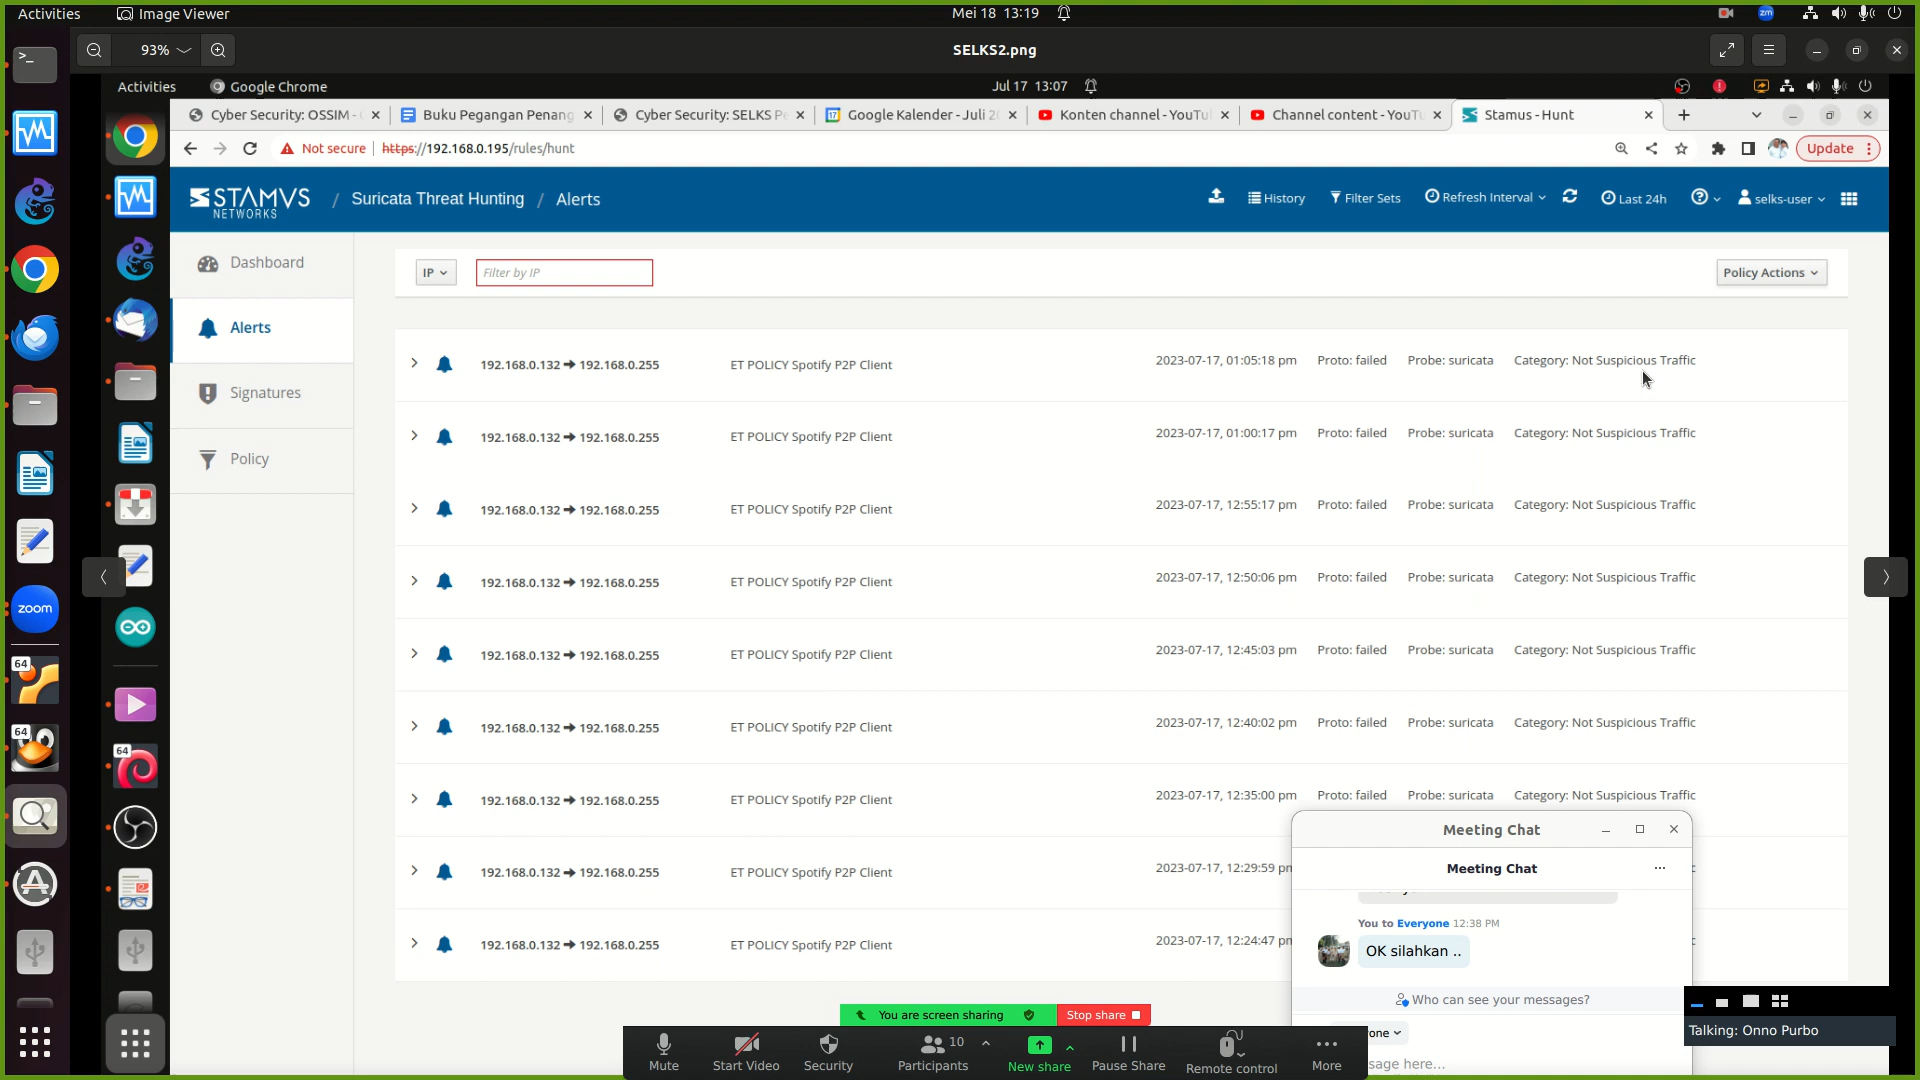 Activities
Image Viewer
Mei 18 13:19
zm
93%
SELKS2.png
Activities
Google Chrome
Jul 17 13:07
Cyber Security: OSSIM -
Buku Pegangan Penang
Cyber Security: SELKS
Google Kalender - Juli
Konten channel - YouTu
Channel content - YouT
Stamus - Hunt
Not secure
https://192.168.0.195/rules/hunt
Update
STAMVS
NETWORKS
/ Suricata Threat Hunting / Alerts
History
Filter Sets
Refresh Interval
Last 24h
selks-user
Dashboard
Alerts
Signatures
Policy
IP
Filter by IP
Policy Actions
192.168.0.132 → 192.168.0.255 ET POLICY Spotify P2P Client 2023-07-17, 01:05:18 pm Proto: failed Probe: suricata Category: Not Suspicious Traffic
192.168.0.132 → 192.168.0.255 ET POLICY Spotify P2P Client 2023-07-17, 01:00:17 pm Proto: failed Probe: suricata Category: Not Suspicious Traffic
192.168.0.132 → 192.168.0.255 ET POLICY Spotify P2P Client 2023-07-17, 12:55:17 pm Proto: failed Probe: suricata Category: Not Suspicious Traffic
192.168.0.132 → 192.168.0.255 ET POLICY Spotify P2P Client 2023-07-17, 12:50:06 pm Proto: failed Probe: suricata Category: Not Suspicious Traffic
192.168.0.132 → 192.168.0.255 ET POLICY Spotify P2P Client 2023-07-17, 12:45:03 pm Proto: failed Probe: suricata Category: Not Suspicious Traffic
192.168.0.132 → 192.168.0.255 ET POLICY Spotify P2P Client 2023-07-17, 12:40:02 pm Proto: failed Probe: suricata Category: Not Suspicious Traffic
192.168.0.132 → 192.168.0.255 ET POLICY Spotify P2P Client 2023-07-17, 12:35:00 pm Proto: failed Probe: suricata Category: Not Suspicious Traffic
192.168.0.132 → 192.168.0.255 ET POLICY Spotify P2P Client 2023-07-17, 12:29:59 pm
192.168.0.132 → 192.168.0.255 ET POLICY Spotify P2P Client 2023-07-17, 12:24:47 pm
zoom
64
64
64
Meeting Chat
Meeting Chat
You to Everyone 12:38 PM
OK silahkan ..
Who can see your messages?
one
sage here...
Talking: Onno Purbo
You are screen sharing
Stop share
Mute
Start Video
Security
Participants 10
New share
Pause Share
Remote control
More